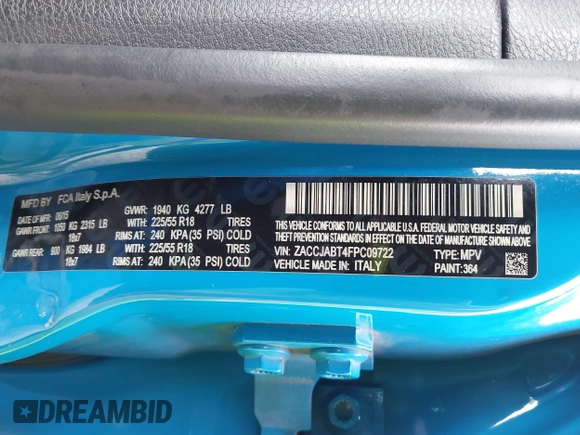 MFD BY FCA Italy S.p.A.
DATE OF MFR 06/15 GVWR: 1940 KG 4277 LB
GAWR FRONT: 1050 KG 2315 LB WITH: 225/55 R18 TIRES
18x7 RIMS AT: 240 KPA (35 PSI) COLD
GAWR REAR: 900 KG 1984 LB WITH: 225/55 R18 TIRES
18x7 RIMS AT: 240 KPA (35 PSI) COLD
THIS VEHICLE CONFORMS TO ALL APPLICABLE U.S.A. FEDERAL MOTOR VEHICLE SAFETY, BUMPER, AND
THEFT PREVENTION STANDARDS IN EFFECT ON THE DATE OF MANUFACTURE SHOWN ABOVE.
VIN: ZACCJABT4FPC09722 TYPE: MPV
VEHICLE MADE IN: ITALY PAINT: 364
DREAMBID